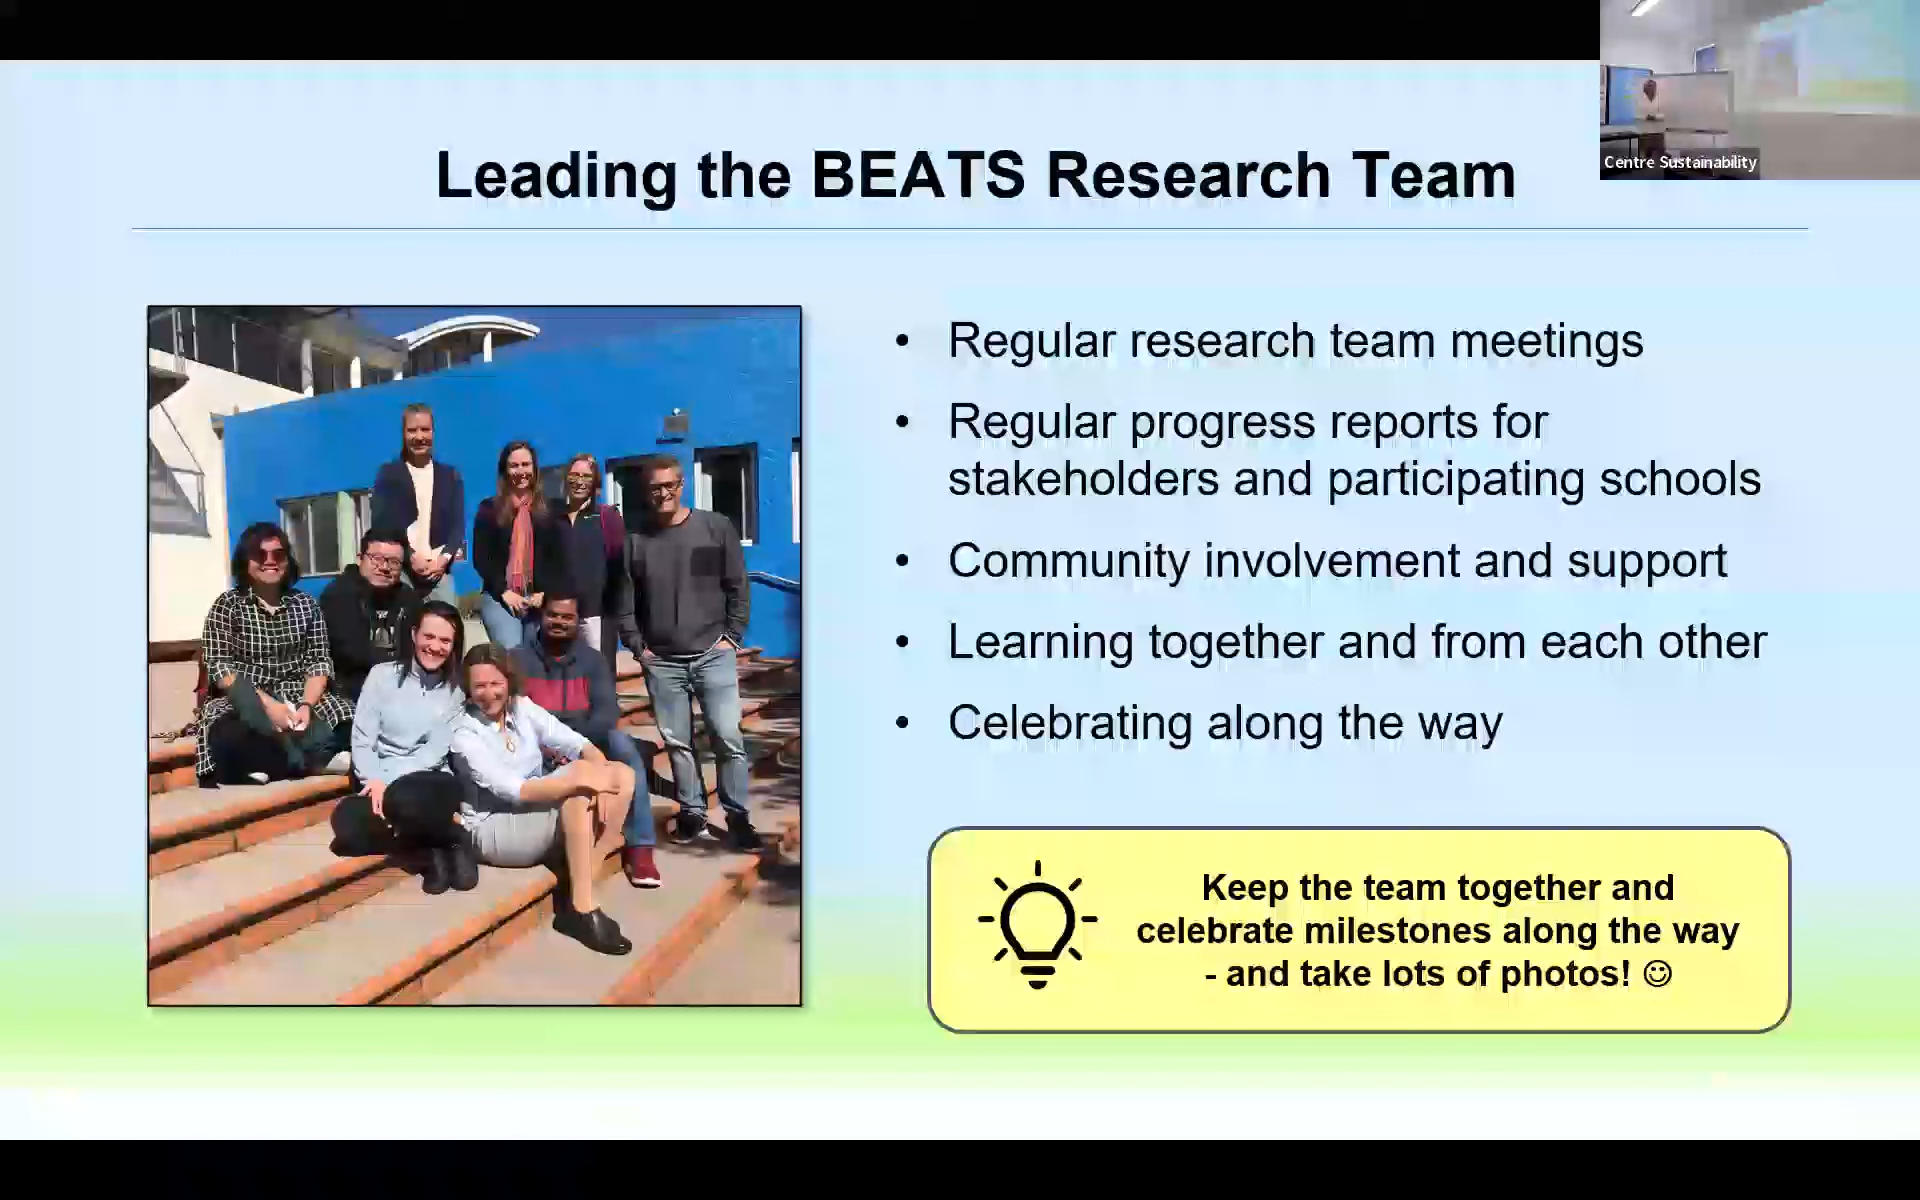 Centre Sustainability
Leading the BEATS Research Team
• Regular research team meetings
• Regular progress reports for
stakeholders and participating schools
• Community involvement and support
• Learning together and from each other
• Celebrating along the way
Keep the team together and
celebrate milestones along the way
- and take lots of photos! ☺